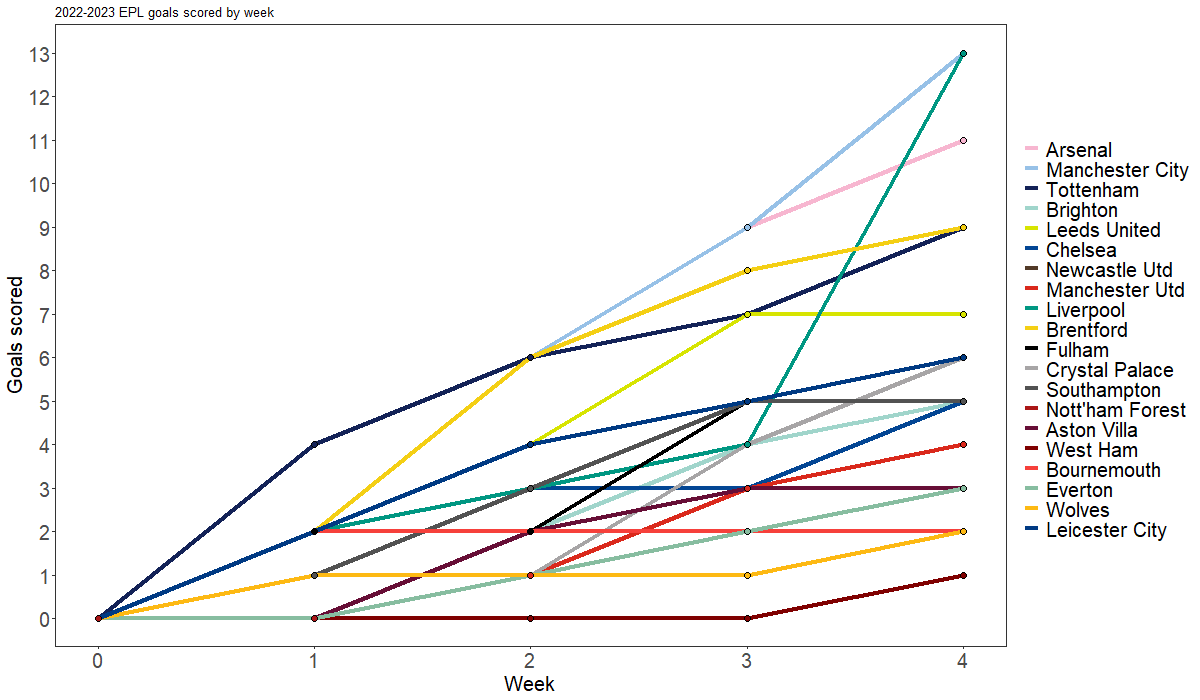 2022-2023 EPL goals scored by week
Goals scored
13
12
11
10
9
8
7
6
5
4
3
2
1
0
0 1 2 3 4
Week
Arsenal
Manchester City
Tottenham
Brighton
Leeds United
Chelsea
Newcastle Utd
Manchester Utd
Liverpool
Brentford
Fulham
Crystal Palace
Southampton
Nott'ham Forest
Aston Villa
West Ham
Bournemouth
Everton
Wolves
Leicester City